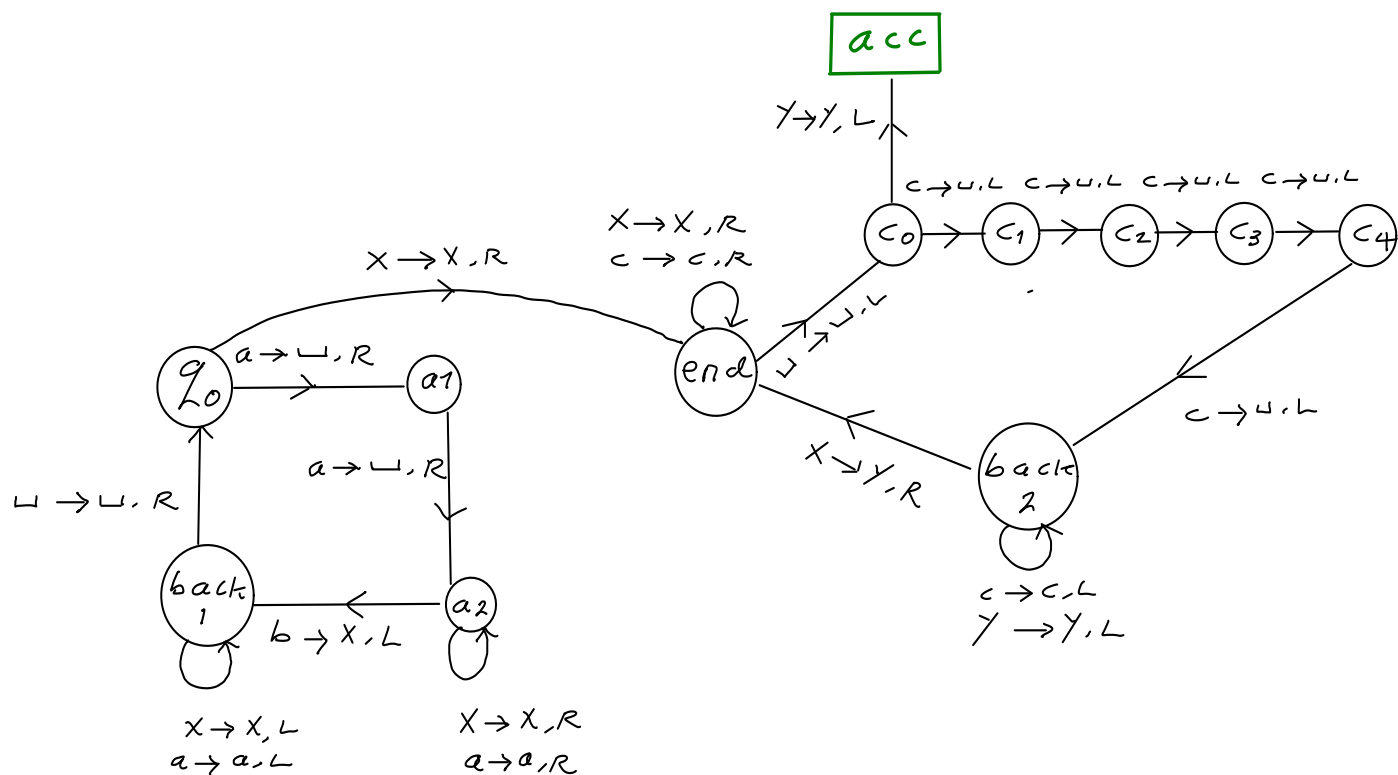 acc
Y→Y, L
c→⊔, L c→⊔, L c→⊔, L c→⊔, L
X→X, R
c→c, R
C0 C1 C2 C3 C4
X→X, R
⊔→⊔, L
a→⊔, R
q0
a1
end
c→⊔, L
a→⊔, R
X→Y, R
back
2
⊔→⊔, R
back
1
a2
b→X, L
c→c, L
Y→Y, L
X→X, L
a→a, L
X→X, R
a→a, R